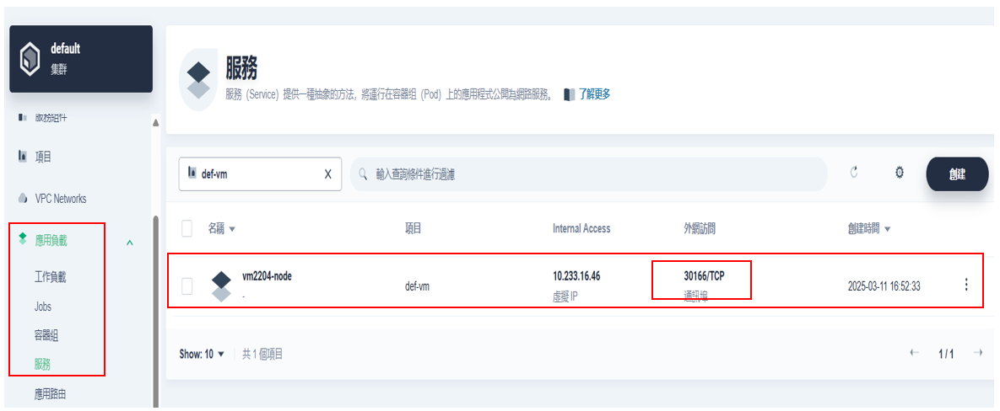 default
集群
服務組件
項目
VPC Networks
應用負載
工作負載
Jobs
容器組
服務
應用路由
服務
服務（Service）提供一種抽象的方法，將運行在容器組（Pod）上的應用程式公開為網路服務。 了解更多
def-vm X 輸入查詢條件進行過濾 創建
名稱 項目 Internal Access 外網訪問 創建時間
vm2204-node def-vm 10.233.16.46 30166/TCP 2025-03-11 16:52:33
- 虛擬 IP 通訊埠
Show: 10 共 1 個項目 1 / 1